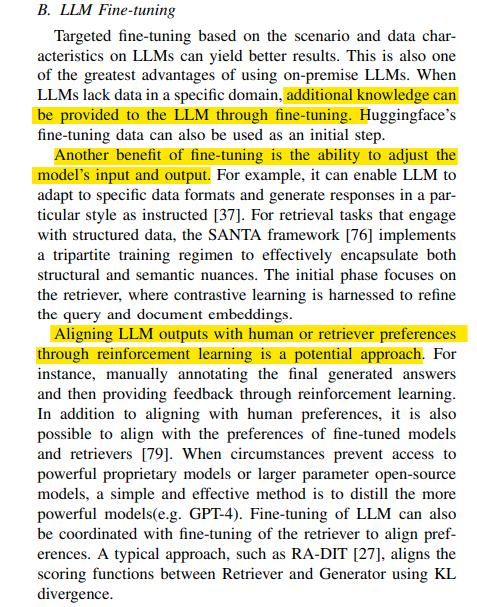 B. LLM Fine-tuning
Targeted fine-tuning based on the scenario and data char-
acteristics on LLMs can yield better results. This is also one
of the greatest advantages of using on-premise LLMs. When
LLMs lack data in a specific domain, additional knowledge can
be provided to the LLM through fine-tuning. Huggingface's
fine-tuning data can also be used as an initial step.
Another benefit of fine-tuning is the ability to adjust the
model's input and output. For example, it can enable LLM to
adapt to specific data formats and generate responses in a par-
ticular style as instructed [37]. For retrieval tasks that engage
with structured data, the SANTA framework [76] implements
a tripartite training regimen to effectively encapsulate both
structural and semantic nuances. The initial phase focuses on
the retriever, where contrastive learning is harnessed to refine
the query and document embeddings.
Aligning LLM outputs with human or retriever preferences
through reinforcement learning is a potential approach. For
instance, manually annotating the final generated answers
and then providing feedback through reinforcement learning.
In addition to aligning with human preferences, it is also
possible to align with the preferences of fine-tuned models
and retrievers [79]. When circumstances prevent access to
powerful proprietary models or larger parameter open-source
models, a simple and effective method is to distill the more
powerful models(e.g. GPT-4). Fine-tuning of LLM can also
be coordinated with fine-tuning of the retriever to align pref-
erences. A typical approach, such as RA-DIT [27], aligns the
scoring functions between Retriever and Generator using KL
divergence.